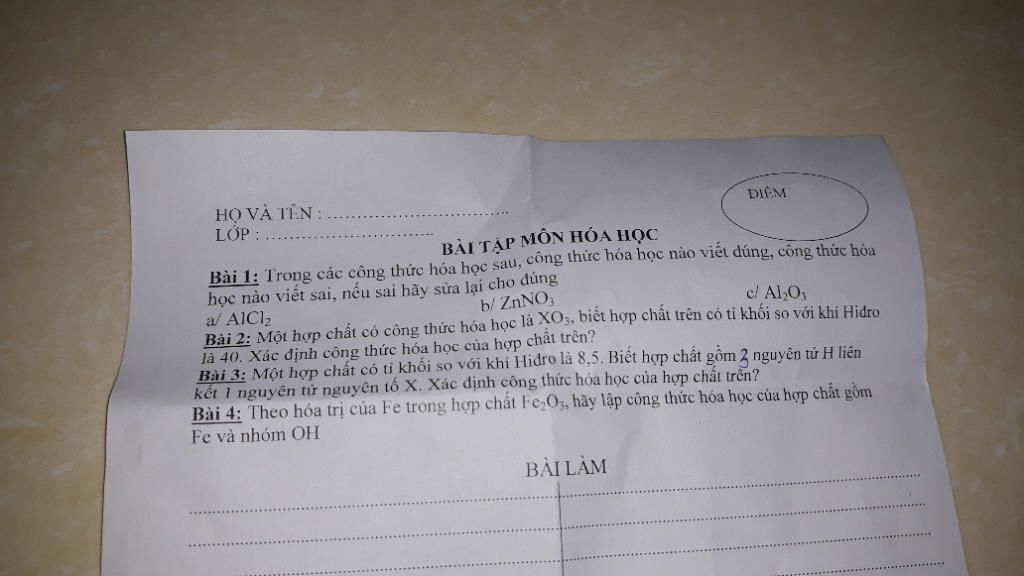 HỌ VÀ TÊN : ....................................
LỚP : ..................................
ĐIỂM
BÀI TẬP MÔN HÓA HỌC
Bài 1: Trong các công thức hóa học sau, công thức hóa học nào viết đúng, công thức hóa
học nào viết sai, nếu sai hãy sửa lại cho đúng
a/ AlCl₂ b/ ZnNO₃ c/ Al₂O₃
Bài 2: Một hợp chất có công thức hóa học là XO₃, biết hợp chất trên có tỉ khối so với khí Hiđro
là 40. Xác định công thức hóa học của hợp chất trên?
Bài 3: Một hợp chất có tỉ khối so với khí Hiđro là 8,5. Biết hợp chất gồm 3 nguyên tử H liên
kết 1 nguyên tử nguyên tố X. Xác định công thức hóa học của hợp chất trên?
Bài 4: Theo hóa trị của Fe trong hợp chất Fe₂O₃, hãy lập công thức hóa học của hợp chất gồm
Fe và nhóm OH
BÀI LÀM